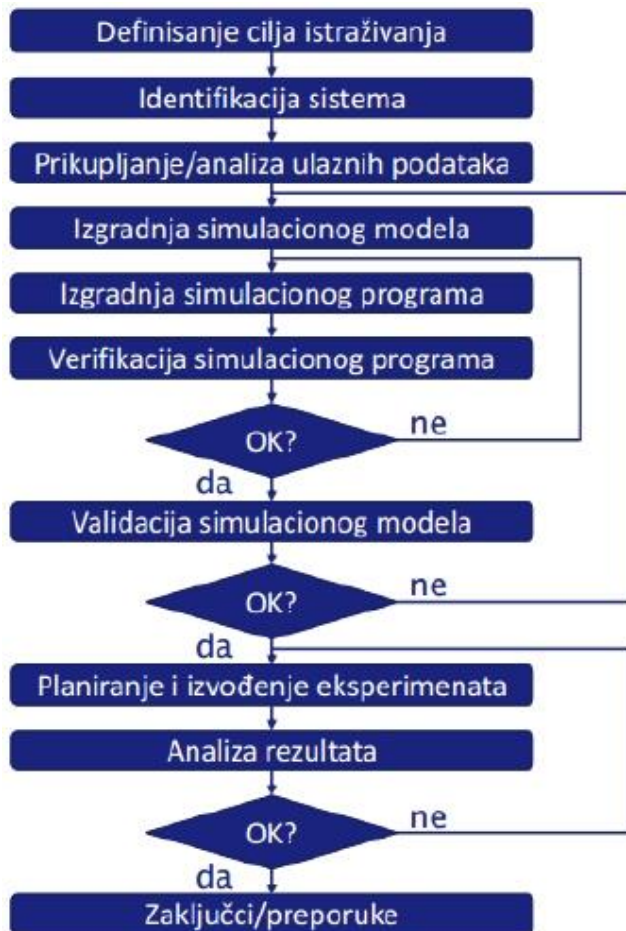 Definisanje cilja istraživanja
Identifikacija sistema
Prikupljanje/analiza ulaznih podataka
Izgradnja simulacionog modela
Izgradnja simulacionog programa
Verifikacija simulacionog programa
OK?
ne
da
Validacija simulacionog modela
OK?
ne
da
Planiranje i izvođenje eksperimenata
Analiza rezultata
OK?
ne
da
Zaključci/preporuke